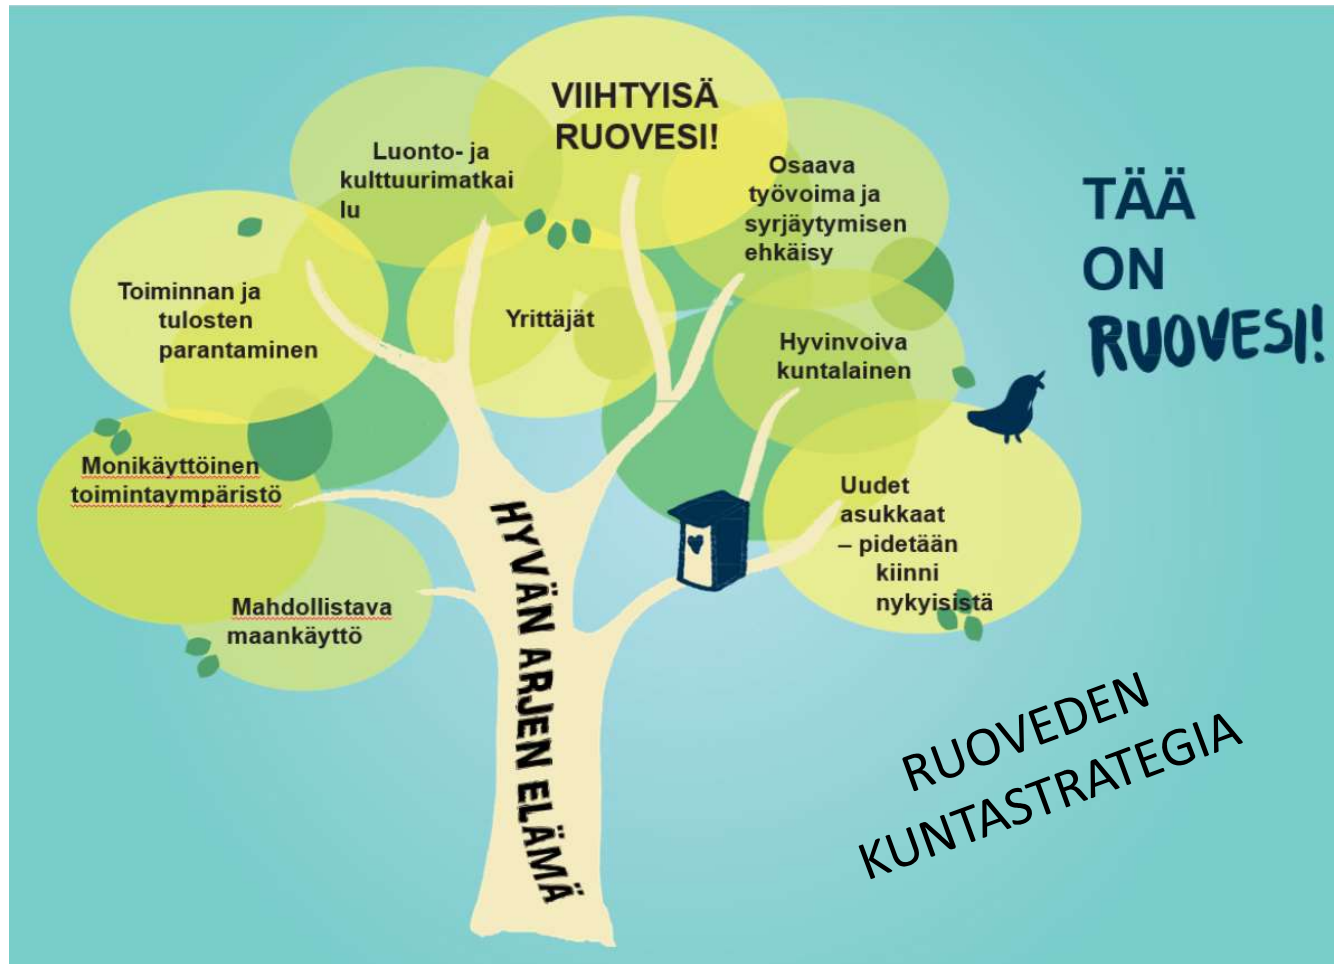 VIIHTYISÄ
RUOVESI!
Luonto- ja
kulttuurimatkai
lu
Osaava
työvoima ja
syrjäytymisen
ehkäisy
TÄÄ
ON
RUOVESI!
Toiminnan ja
tulosten
parantaminen
Yrittäjät
Hyvinvoiva
kuntalainen
Monikäyttöinen
toimintaympäristö
Uudet
asukkaat
– pidetään
kiinni
nykyisistä
Mahdollistava
maankäyttö
HYVÄN ARJEN ELÄMÄ
RUOVEDEN
KUNTASTRATEGIA